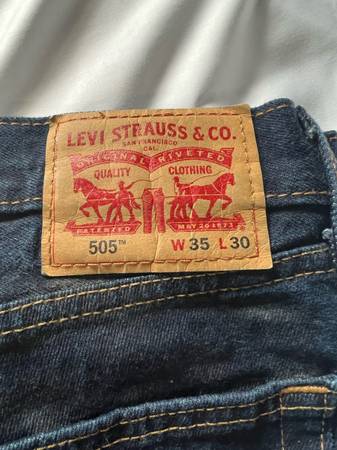 LEVI STRAUSS & CO.
SAN FRANCISCO
CAL.
ORIGINAL RIVETED
QUALITY CLOTHING
PATENTED MAY 20 1873
505™ W 35 L 30